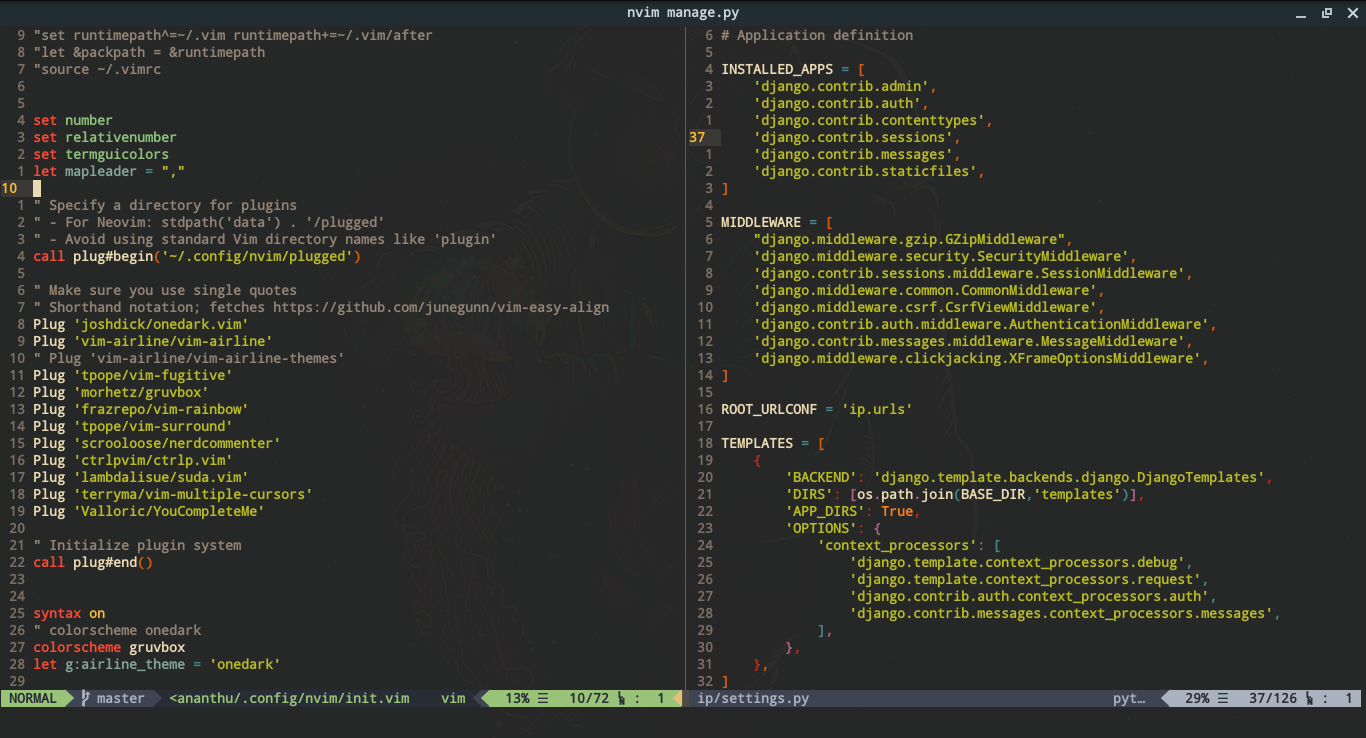 nvim manage.py
9 "set runtimepath^=~/.vim runtimepath+=~/.vim/after
8 "let &packpath = &runtimepath
7 "source ~/.vimrc
6
5
4 set number
3 set relativenumber
2 set termguicolors
1 let mapleader = ","
10
1 " Specify a directory for plugins
2 " - For Neovim: stdpath('data') . '/plugged'
3 " - Avoid using standard Vim directory names like 'plugin'
4 call plug#begin('~/.config/nvim/plugged')
5
6 " Make sure you use single quotes
7 " Shorthand notation; fetches https://github.com/junegunn/vim-easy-align
8 Plug 'joshdick/onedark.vim'
9 Plug 'vim-airline/vim-airline'
10 " Plug 'vim-airline/vim-airline-themes'
11 Plug 'tpope/vim-fugitive'
12 Plug 'morhetz/gruvbox'
13 Plug 'frazrepo/vim-rainbow'
14 Plug 'tpope/vim-surround'
15 Plug 'scrooloose/nerdcommenter'
16 Plug 'ctrlpvim/ctrlp.vim'
17 Plug 'lambdalisue/suda.vim'
18 Plug 'terryma/vim-multiple-cursors'
19 Plug 'Valloric/YouCompleteMe'
20
21 " Initialize plugin system
22 call plug#end()
23
24
25 syntax on
26 " colorscheme onedark
27 colorscheme gruvbox
28 let g:airline_theme = 'onedark'
29
NORMAL master <ananthu/.config/nvim/init.vim vim 13% ☰ 10/72 ㏑ : 1
6 # Application definition
5
4 INSTALLED_APPS = [
3     'django.contrib.admin',
2     'django.contrib.auth',
1     'django.contrib.contenttypes',
37     'django.contrib.sessions',
1     'django.contrib.messages',
2     'django.contrib.staticfiles',
3 ]
4
5 MIDDLEWARE = [
6     "django.middleware.gzip.GZipMiddleware",
7     'django.middleware.security.SecurityMiddleware',
8     'django.contrib.sessions.middleware.SessionMiddleware',
9     'django.middleware.common.CommonMiddleware',
10     'django.middleware.csrf.CsrfViewMiddleware',
11     'django.contrib.auth.middleware.AuthenticationMiddleware',
12     'django.contrib.messages.middleware.MessageMiddleware',
13     'django.middleware.clickjacking.XFrameOptionsMiddleware',
14 ]
15
16 ROOT_URLCONF = 'ip.urls'
17
18 TEMPLATES = [
19     {
20         'BACKEND': 'django.template.backends.django.DjangoTemplates',
21         'DIRS': [os.path.join(BASE_DIR,'templates')],
22         'APP_DIRS': True,
23         'OPTIONS': {
24             'context_processors': [
25                 'django.template.context_processors.debug',
26                 'django.template.context_processors.request',
27                 'django.contrib.auth.context_processors.auth',
28                 'django.contrib.messages.context_processors.messages',
29             ],
30         },
31     },
32 ]
ip/settings.py pyt… 29% ☰ 37/126 ㏑ : 1